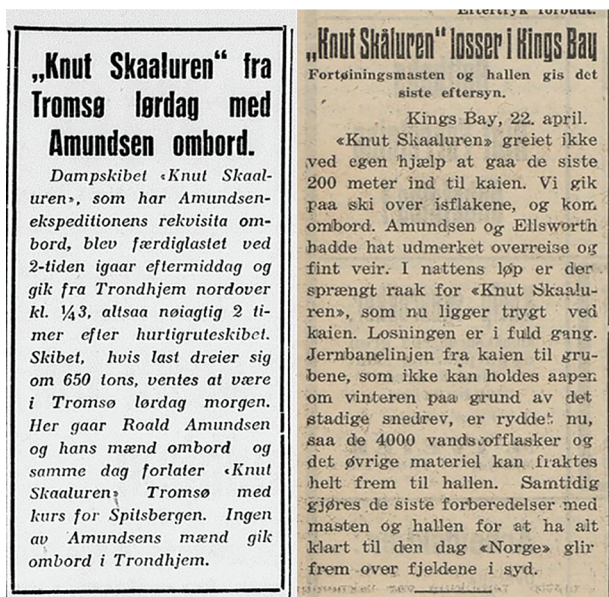 „Knut Skaaluren“ fra
Tromsø lørdag med
Amundsen ombord.
Dampskibet «Knut Skaal-
uren», som har Amundsen-
ekspeditionens rekvisita om-
bord, blev færdiglastet ved
2-tiden igaar eftermiddag og
gik fra Trondhjem nordover
kl. ¼3, altsaa nøiagtig 2 ti-
mer efter hurtigruteskibet.
Skibet, hvis last dreier sig
om 650 tons, ventes at være
i Tromsø lørdag morgen.
Her gaar Roald Amundsen
og hans mænd ombord og
samme dag forlater «Knut
Skaaluren» Tromsø med
kurs for Spitsbergen. Ingen
av Amundsens mænd gik
ombord i Trondhjem.
Eftertryk forbudt.
„Knut Skåluren“ losser i Kings Bay
Fortøiningsmasten og hallen gis det
siste eftersyn.
Kings Bay, 22. april.
«Knut Skaaluren» greiet ikke
ved egen hjælp at gaa de siste
200 meter ind til kaien. Vi gik
paa ski over isflakene, og kom
ombord. Amundsen og Ellsworth
hadde hat udmerket overreise og
fint veir. I nattens løp er der
sprængt raak for «Knut Skaalu-
ren», som nu ligger trygt ved
kaien. Losningen er i fuld gang.
Jernbanelinjen fra kaien til gru-
bene, som ikke kan holdes aapen
om vinteren paa grund av det
stadige snedrev, er ryddet nu,
saa de 4000 vandstofflasker og
det øvrige materiel kan fraktes
helt frem til hallen. Samtidig
gjøres de siste forberedelser med
masten og hallen for at ha alt
klart til den dag «Norge» glir
frem over fjeldene i syd.